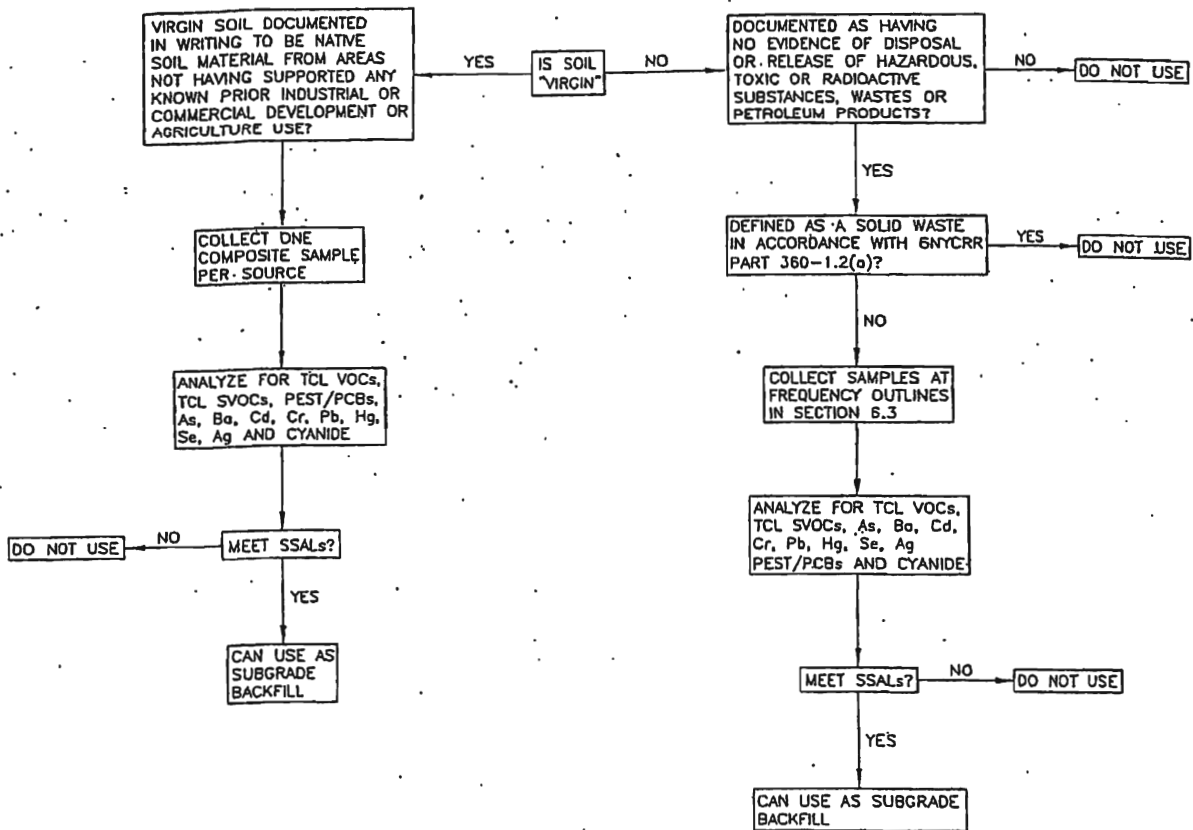 VIRGIN SOIL DOCUMENTED
IN WRITING TO BE NATIVE
SOIL MATERIAL FROM AREAS
NOT HAVING SUPPORTED ANY
KNOWN PRIOR INDUSTRIAL OR
COMMERCIAL DEVELOPMENT OR
AGRICULTURE USE?
YES
IS SOIL
"VIRGIN"
NO
DOCUMENTED AS HAVING
NO EVIDENCE OF DISPOSAL
OR RELEASE OF HAZARDOUS,
TOXIC OR RADIOACTIVE
SUBSTANCES, WASTES OR
PETROLEUM PRODUCTS?
NO
DO NOT USE
YES
COLLECT ONE
COMPOSITE SAMPLE
PER SOURCE
DEFINED AS A SOLID WASTE
IN ACCORDANCE WITH 6NYCRR
PART 360-1.2(a)?
YES
DO NOT USE
NO
ANALYZE FOR TCL VOCs,
TCL SVOCs, PEST/PCBs,
As, Ba, Cd, Cr, Pb, Hg,
Se, Ag AND CYANIDE
COLLECT SAMPLES AT
FREQUENCY OUTLINES
IN SECTION 6.3
MEET SSALs?
NO
DO NOT USE
YES
CAN USE AS
SUBGRADE
BACKFILL
ANALYZE FOR TCL VOCs,
TCL SVOCs, As, Ba, Cd,
Cr, Pb, Hg, Se, Ag
PEST/PCBs AND CYANIDE
MEET SSALs?
NO
DO NOT USE
YES
CAN USE AS SUBGRADE
BACKFILL